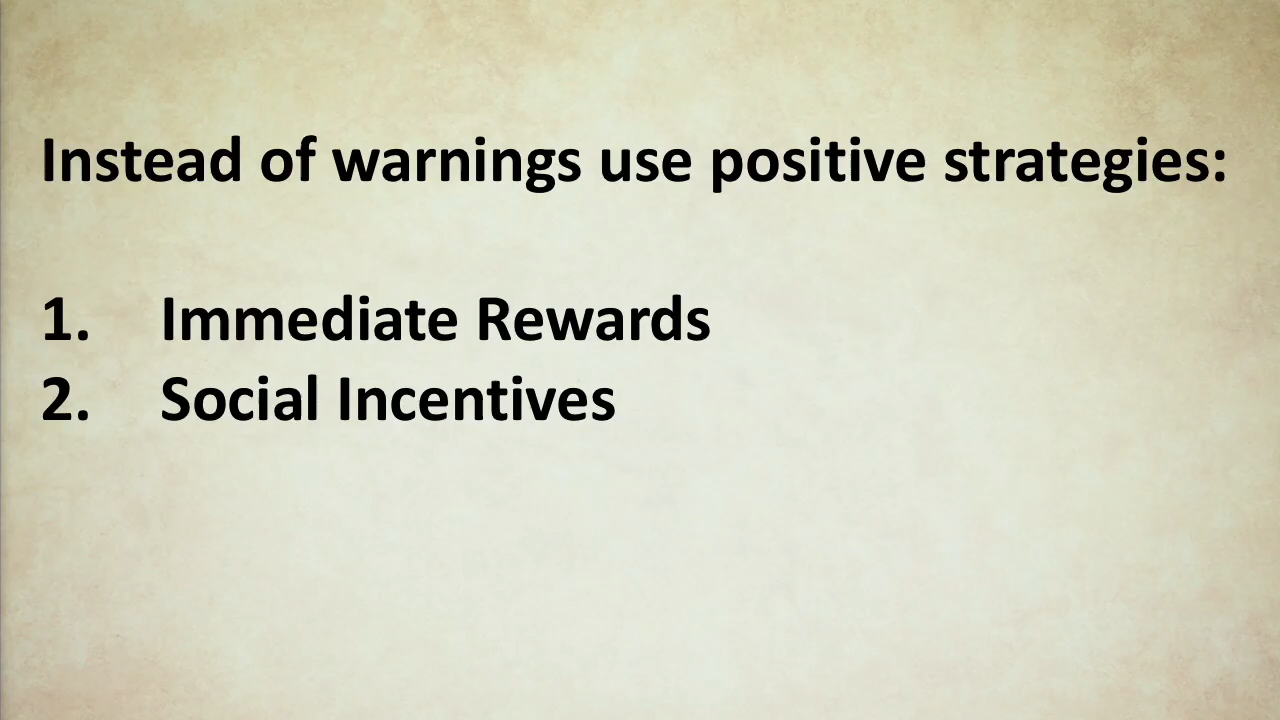 Instead of warnings use positive strategies:
1. Immediate Rewards
2. Social Incentives